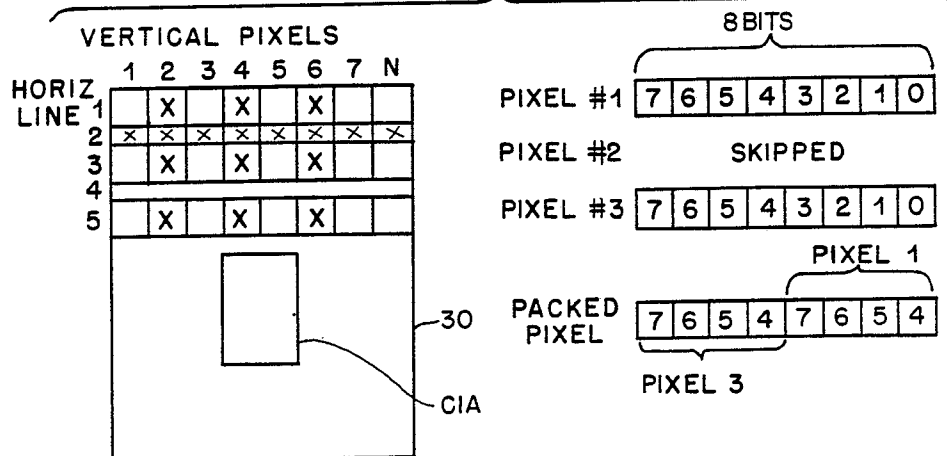 VERTICAL PIXELS
1 2 3 4 5 6 7 N
HORIZ
LINE 1 X X X
2 X X X X X X X X
3 X X X
4
5 X X X
30
CIA
8BITS
PIXEL #1 7 6 5 4 3 2 1 0
PIXEL #2 SKIPPED
PIXEL #3 7 6 5 4 3 2 1 0
PIXEL 1
PACKED
PIXEL 7 6 5 4 7 6 5 4
PIXEL 3